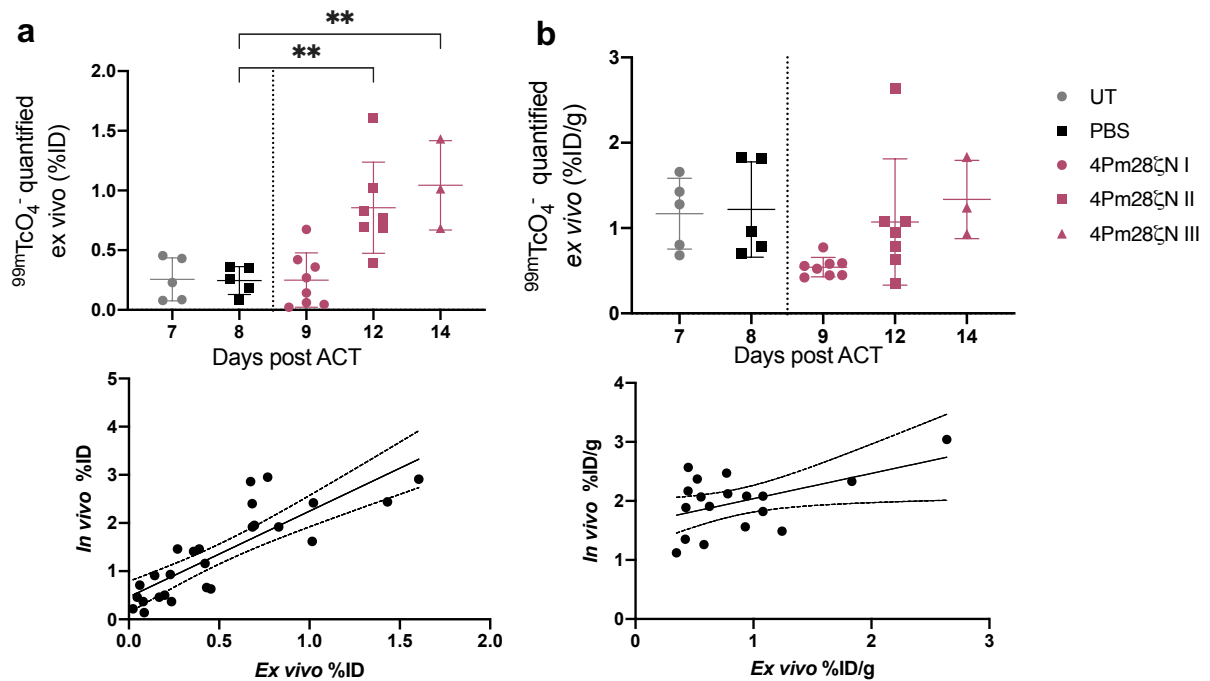 a
**
**
⁹⁹ᵐTcO₄⁻ quantified
ex vivo (%ID)
2.0
1.5
1.0
0.5
0.0
7 8 9 12 14
Days post ACT
b
⁹⁹ᵐTcO₄⁻ quantified
ex vivo (%ID/g)
3
2
1
0
7 8 9 12 14
Days post ACT
UT
PBS
4Pm28ζN I
4Pm28ζN II
4Pm28ζN III
In vivo %ID
5
4
3
2
1
0
0.0 0.5 1.0 1.5 2.0
Ex vivo %ID
In vivo %ID/g
4
3
2
1
0
0 1 2 3
Ex vivo %ID/g